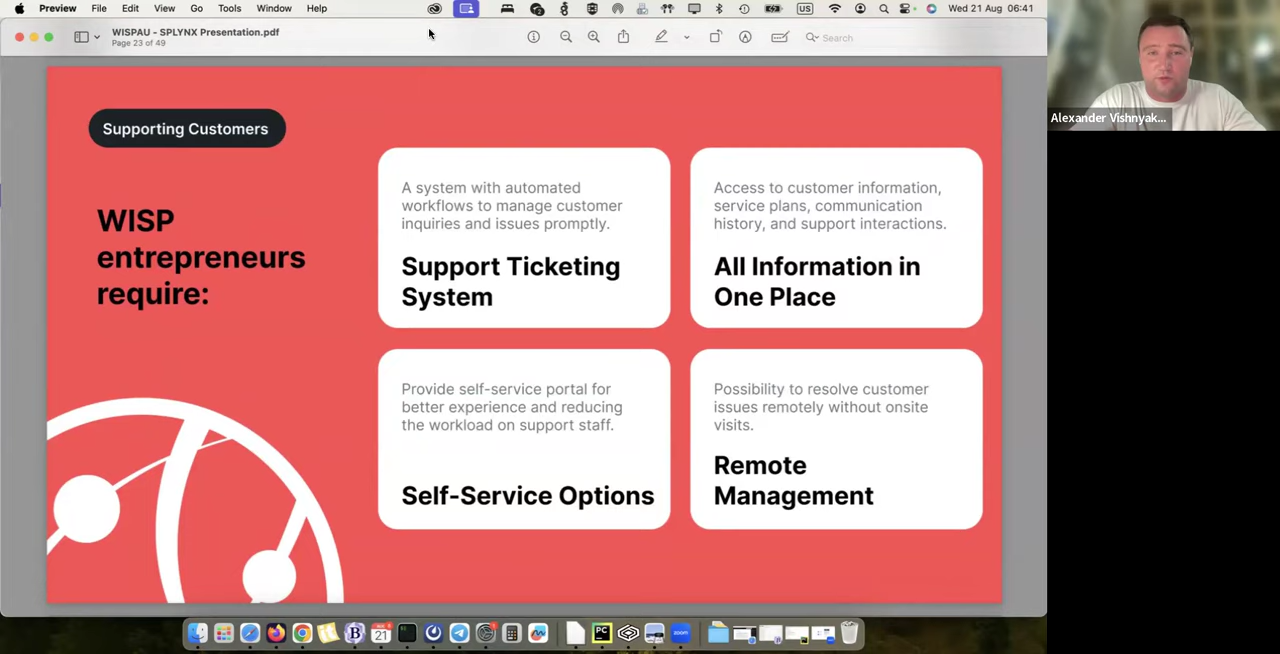 Preview File Edit View Go Tools Window Help
US
Wed 21 Aug 06:41
WISPAU - SPLYNX Presentation.pdf
Page 23 of 49
Search
Alexander Vishnyak...
Supporting Customers
WISP
entrepreneurs
require:
A system with automated
workflows to manage customer
inquiries and issues promptly.
Support Ticketing
System
Access to customer information,
service plans, communication
history, and support interactions.
All Information in
One Place
Provide self-service portal for
better experience and reducing
the workload on support staff.
Self-Service Options
Possibility to resolve customer
issues remotely without onsite
visits.
Remote
Management
21
PC
zoom